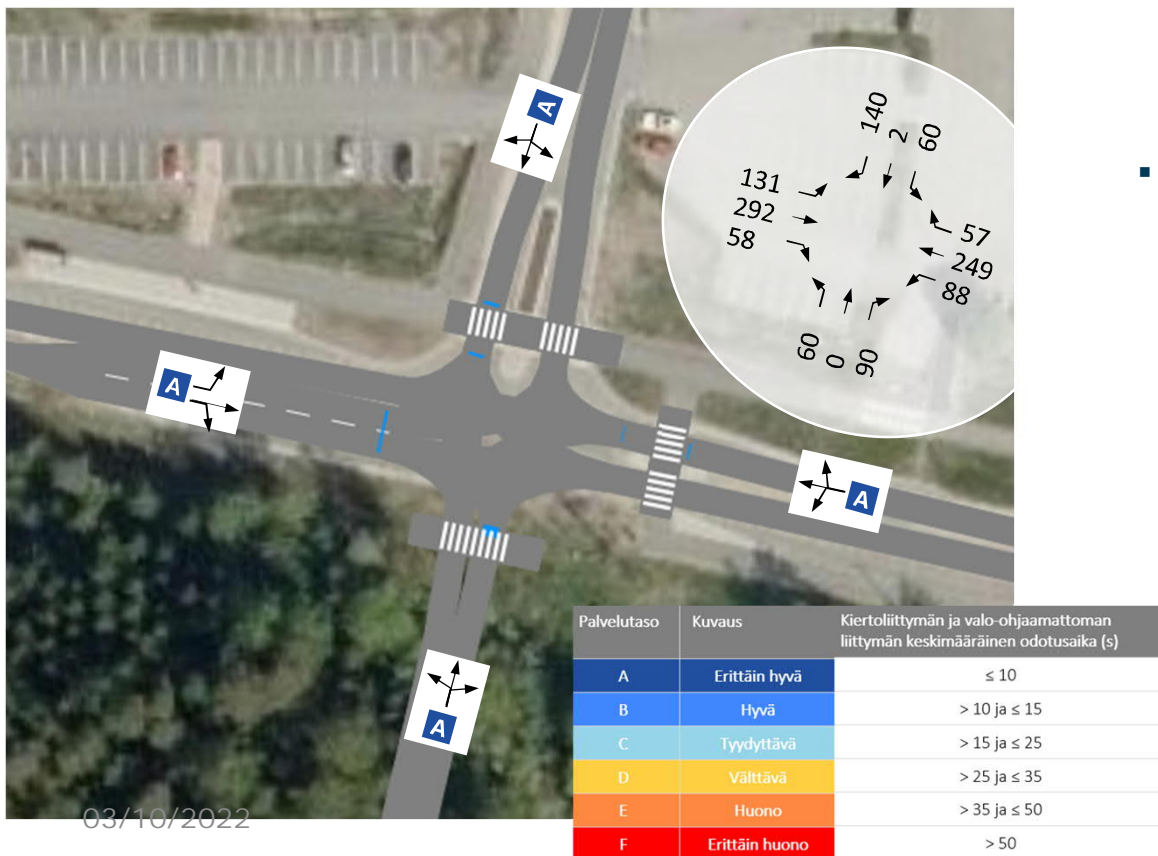 A
140
2
60
131
292
58
57
249
88
60
0
90
A
A
A
Palvelutaso Kuvaus Kiertoliittymän ja valo-ohjaamattoman
liittymän keskimääräinen odotusaika (s)
A Erittäin hyvä ≤ 10
B Hyvä > 10 ja ≤ 15
C Tyydyttävä > 15 ja ≤ 25
D Välttävä > 25 ja ≤ 35
E Huono > 35 ja ≤ 50
F Erittäin huono > 50
03/10/2022